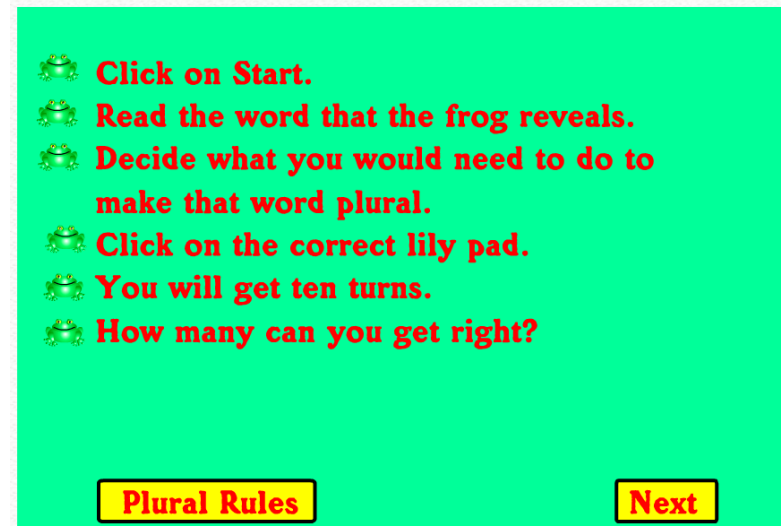 Click on Start.
Read the word that the frog reveals.
Decide what you would need to do to
make that word plural.
Click on the correct lily pad.
You will get ten turns.
How many can you get right?
Plural Rules
Next